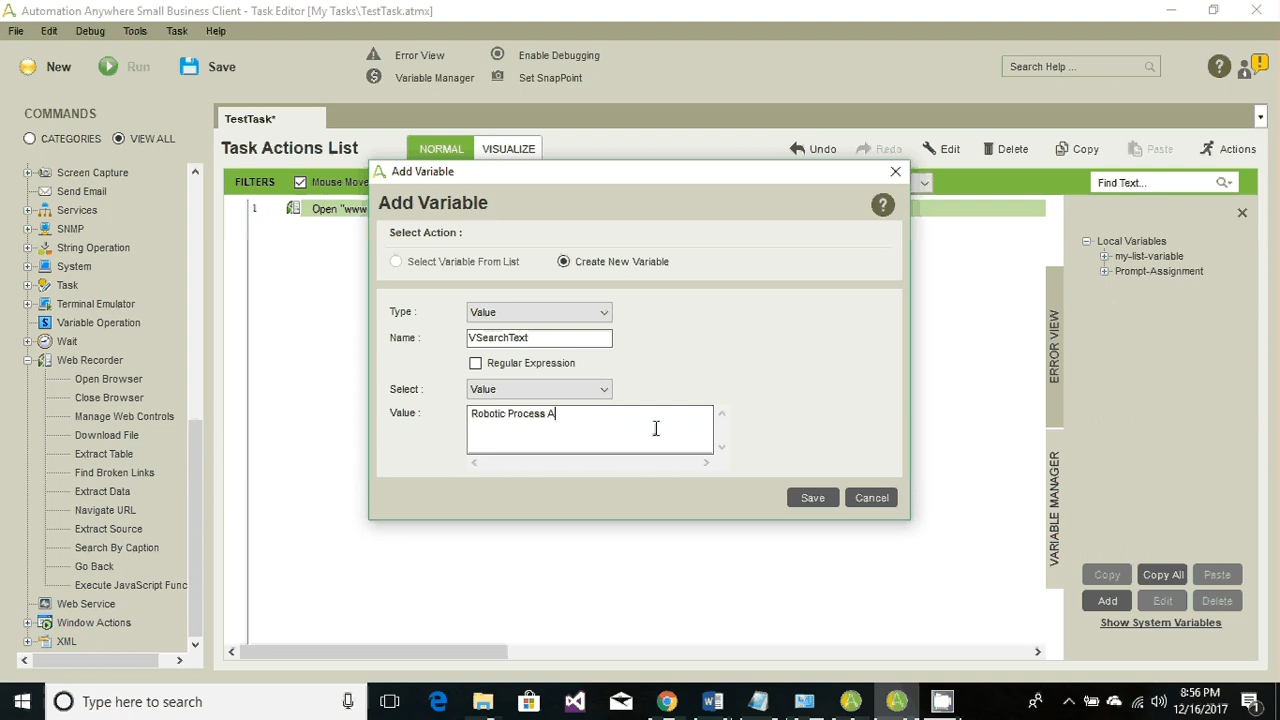 Automation Anywhere Small Business Client - Task Editor [My Tasks\TestTask.atmx]
File Edit Debug Tools Task Help
New Run Save
Error View Enable Debugging
Variable Manager Set SnapPoint
Search Help ...
COMMANDS
CATEGORIES VIEW ALL
Screen Capture
Send Email
Services
SNMP
String Operation
System
Task
Terminal Emulator
Variable Operation
Wait
Web Recorder
Open Browser
Close Browser
Manage Web Controls
Download File
Extract Table
Find Broken Links
Extract Data
Navigate URL
Extract Source
Search By Caption
Go Back
Execute JavaScript Func
Web Service
Window Actions
XML
TestTask*
Task Actions List NORMAL VISUALIZE Undo Redo Edit Delete Copy Paste Actions
FILTERS Mouse Move Find Text...
1 Open "www
Add Variable
Add Variable
Select Action :
Select Variable From List Create New Variable
Type : Value
Name : VSearchText
Regular Expression
Select : Value
Value : Robotic Process A
Save Cancel
ERROR VIEW
VARIABLE MANAGER
Local Variables
my-list-variable
Prompt-Assignment
Copy Copy All Paste
Add Edit Delete
Show System Variables
Type here to search
8:56 PM
12/16/2017
1